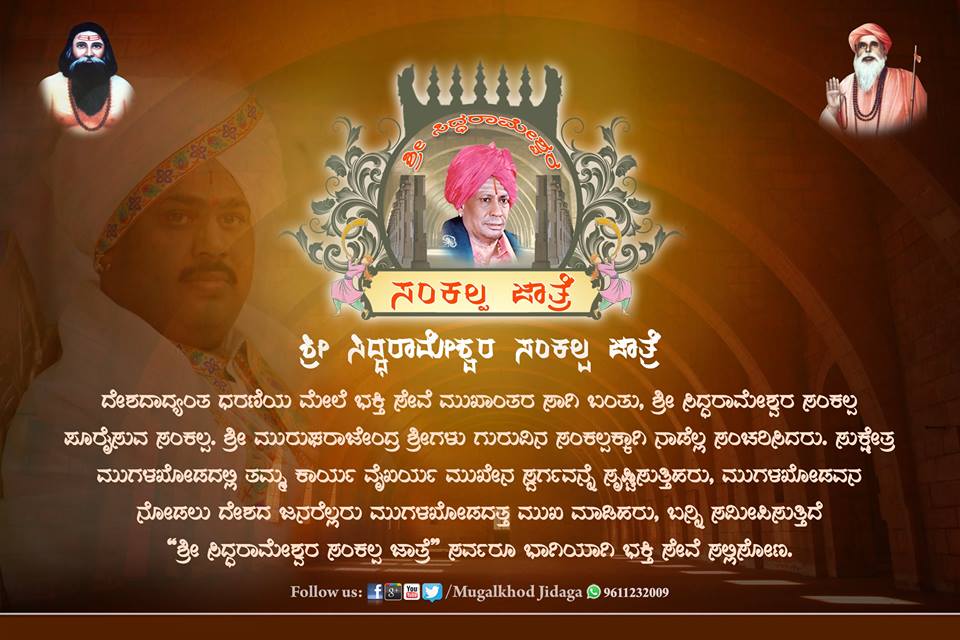 ಶ್ರೀ ಸಿದ್ಧರಾಮೇಶ್ವರ
ಸಂಕಲ್ಪ ಜಾತ್ರೆ
ಶ್ರೀ ಸಿದ್ಧರಾಮೇಶ್ವರ ಸಂಕಲ್ಪ ಜಾತ್ರೆ
ದೇಶದಾದ್ಯಂತ ಧರಣಿಯ ಮೇಲೆ ಭಕ್ತಿ ಸೇವೆ ಮುಖಾಂತರ ಸಾಗಿ ಬಂತು, ಶ್ರೀ ಸಿದ್ಧರಾಮೇಶ್ವರ ಸಂಕಲ್ಪ
ಪೂರೈಸುವ ಸಂಕಲ್ಪ. ಶ್ರೀ ಮುರುಘರಾಜೇಂದ್ರ ಶ್ರೀಗಳು ಗುರುವಿನ ಸಂಕಲ್ಪಕ್ಕಾಗಿ ನಾಡೆಲ್ಲ ಸಂಚರಿಸಿದರು. ಸುಕ್ಷೇತ್ರ
ಮುಗಳಖೋಡದಲ್ಲಿ ತಮ್ಮ ಕಾರ್ಯ ವೈಖರ್ಯ ಮುಖೇನ ಸ್ವರ್ಗವನ್ನೆ ಸೃಷ್ಟಿಸುತ್ತಿಹರು, ಮುಗಳಖೋಡವನ
ನೋಡಲು ದೇಶದ ಜನರೆಲ್ಲರು ಮುಗಳಖೋಡದತ್ತ ಮುಖ ಮಾಡಿಹರು, ಬನ್ನಿ ಸಮೀಪಿಸುತ್ತಿದೆ
“ಶ್ರೀ ಸಿದ್ಧರಾಮೇಶ್ವರ ಸಂಕಲ್ಪ ಜಾತ್ರೆ” ಸರ್ವರೂ ಭಾಗಿಯಾಗಿ ಭಕ್ತಿ ಸೇವೆ ಸಲ್ಲಿಸೋಣ.
Follow us: f g+ You Tube /Mugalkhod Jidaga 9611232009